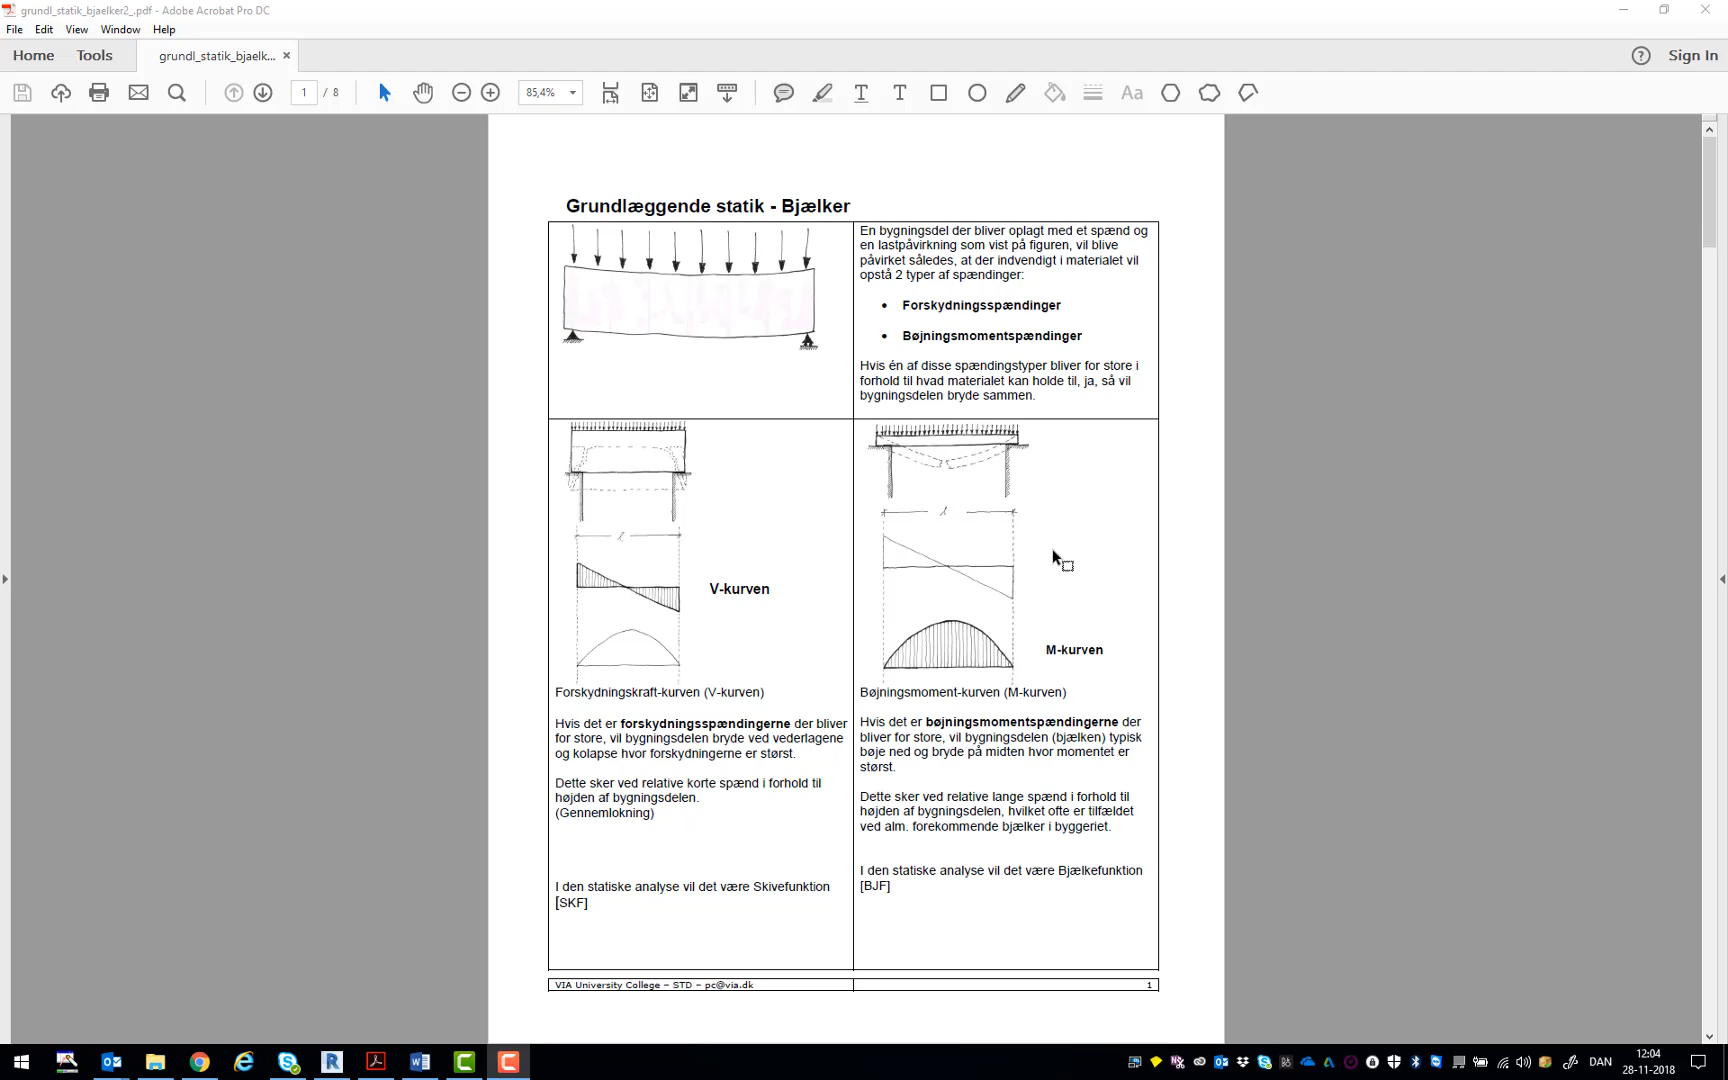 grundl_statik_bjaelker2_.pdf - Adobe Acrobat Pro DC
File Edit View Window Help
Home Tools grundl_statik_bjaelk... Sign In
1 / 8 85,4%
Grundlæggende statik - Bjælker
En bygningsdel der bliver oplagt med et spænd og
en lastpåvirkning som vist på figuren, vil blive
påvirket således, at der indvendigt i materialet vil
opstå 2 typer af spændinger:
• Forskydningsspændinger
• Bøjningsmomentspændinger
Hvis én af disse spændingstyper bliver for store i
forhold til hvad materialet kan holde til, ja, så vil
bygningsdelen bryde sammen.
l
V-kurven
Forskydningskraft-kurven (V-kurven)
Hvis det er forskydningsspændingerne der bliver
for store, vil bygningsdelen bryde ved vederlagene
og kolapse hvor forskydningerne er størst.
Dette sker ved relative korte spænd i forhold til
højden af bygningsdelen.
(Gennemlokning)
I den statiske analyse vil det være Skivefunktion
[SKF]
l
M-kurven
Bøjningsmoment-kurven (M-kurven)
Hvis det er bøjningsmomentspændingerne der
bliver for store, vil bygningsdelen (bjælken) typisk
bøje ned og bryde på midten hvor momentet er
størst.
Dette sker ved relative lange spænd i forhold til
højden af bygningsdelen, hvilket ofte er tilfældet
ved alm. forekommende bjælker i byggeriet.
I den statiske analyse vil det være Bjælkefunktion
[BJF]
VIA University College – STD – pc@via.dk 1
DAN
12:04
28-11-2018